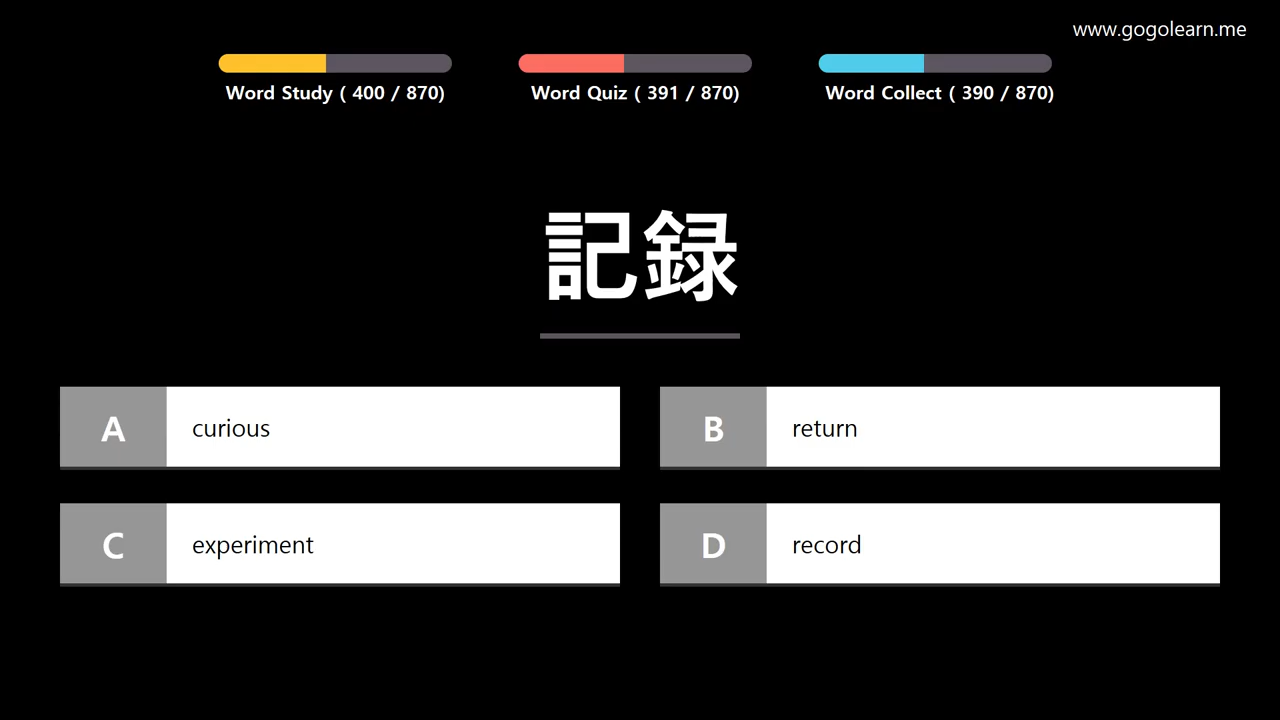 www.gogolearn.me
Word Study ( 400 / 870)
Word Quiz ( 391 / 870)
Word Collect ( 390 / 870)
記録
A curious
B return
C experiment
D record